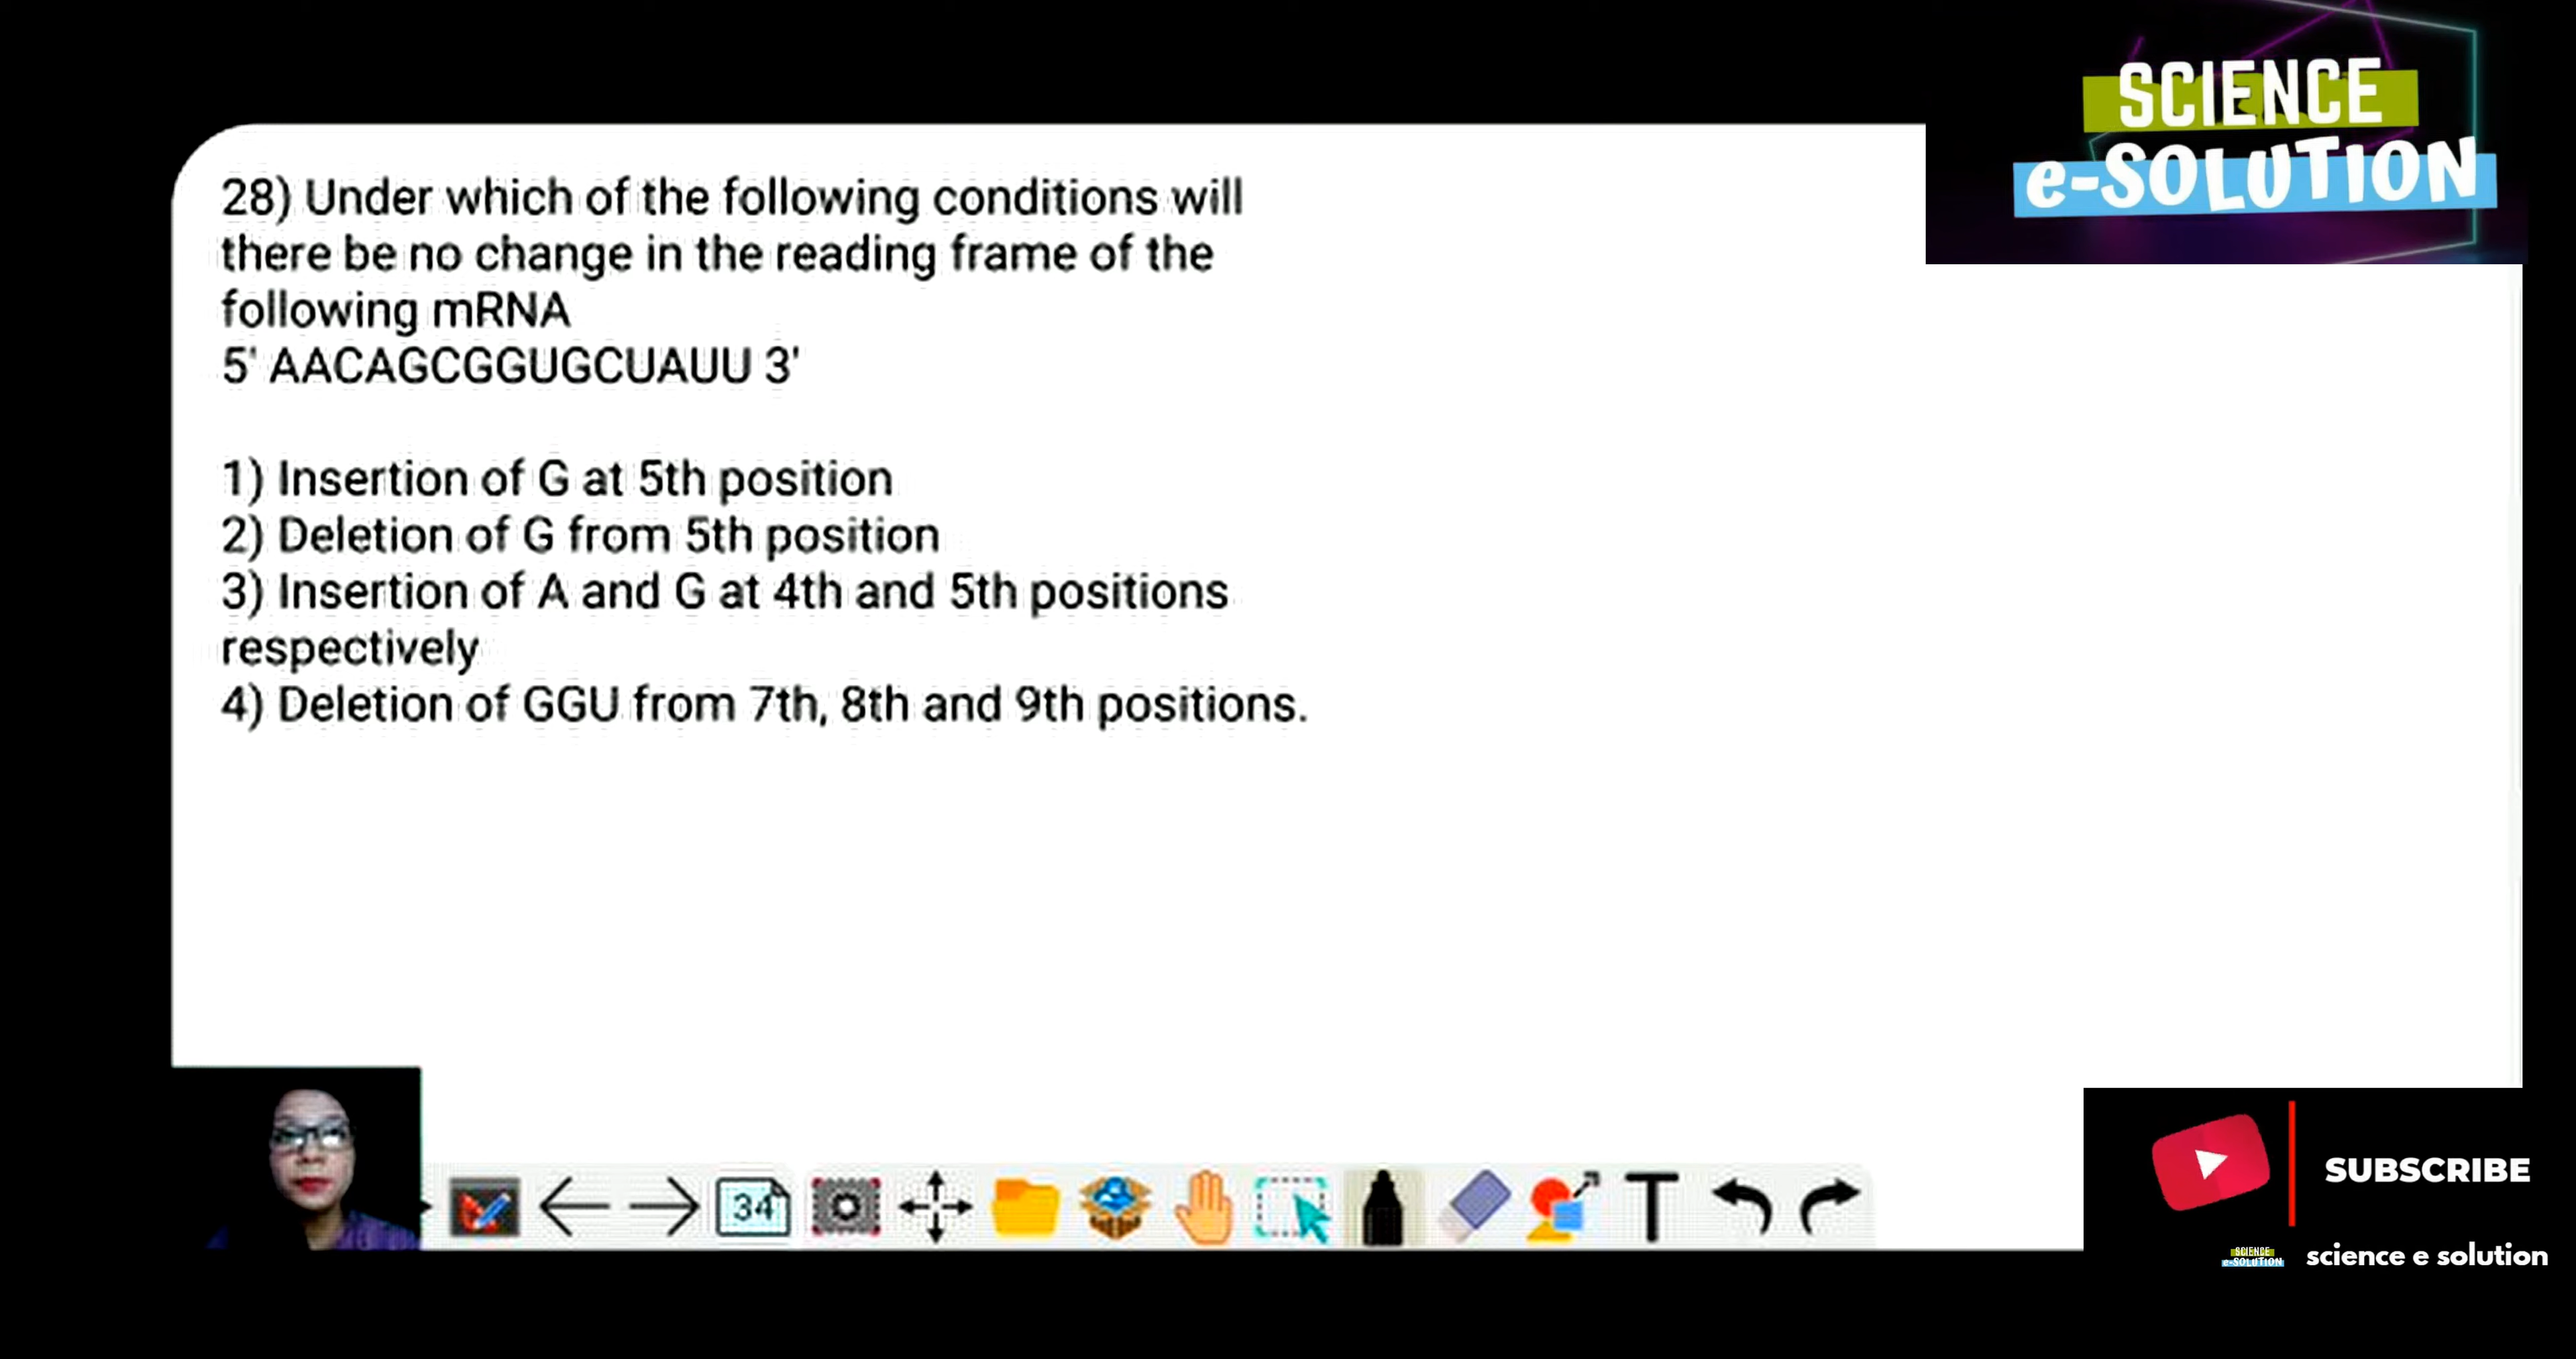 SCIENCE
e-SOLUTION
28) Under which of the following conditions will
there be no change in the reading frame of the
following mRNA
5' AACAGCGGUGCUAUU 3'
1) Insertion of G at 5th position
2) Deletion of G from 5th position
3) Insertion of A and G at 4th and 5th positions
respectively
4) Deletion of GGU from 7th, 8th and 9th positions.
34
T
SUBSCRIBE
SCIENCE
e-SOLUTION
science e solution